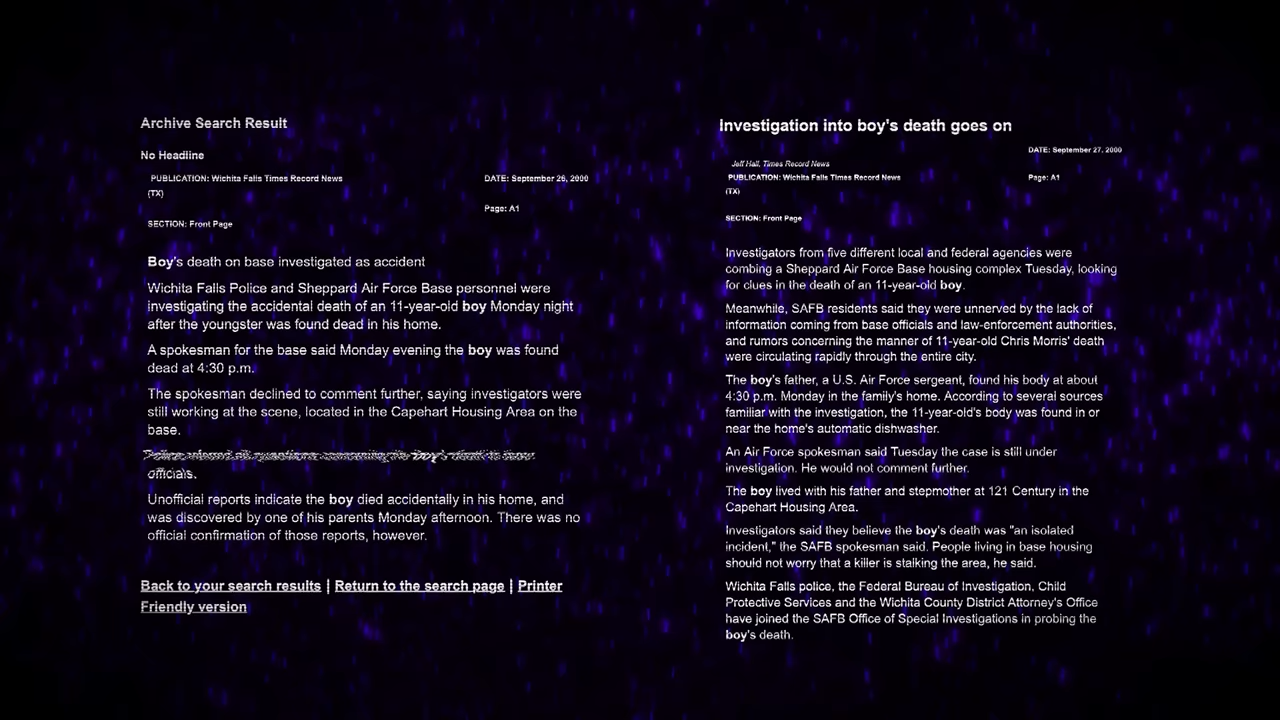 Archive Search Result
No Headline
PUBLICATION: Wichita Falls Times Record News
(TX)
DATE: September 26, 2000
Page: A1
SECTION: Front Page
Boy's death on base investigated as accident
Wichita Falls Police and Sheppard Air Force Base personnel were
investigating the accidental death of an 11-year-old boy Monday night
after the youngster was found dead in his home.
A spokesman for the base said Monday evening the boy was found
dead at 4:30 p.m.
The spokesman declined to comment further, saying investigators were
still working at the scene, located in the Capehart Housing Area on the
base.
officials.
Unofficial reports indicate the boy died accidentally in his home, and
was discovered by one of his parents Monday afternoon. There was no
official confirmation of those reports, however.
Back to your search results | Return to the search page | Printer
Friendly version
Investigation into boy's death goes on
DATE: September 27, 2000
Jeff Hall, Times Record News
PUBLICATION: Wichita Falls Times Record News
Page: A1
(TX)
SECTION: Front Page
Investigators from five different local and federal agencies were
combing a Sheppard Air Force Base housing complex Tuesday, looking
for clues in the death of an 11-year-old boy.
Meanwhile, SAFB residents said they were unnerved by the lack of
information coming from base officials and law-enforcement authorities,
and rumors concerning the manner of 11-year-old Chris Morris' death
were circulating rapidly through the entire city.
The boy's father, a U.S. Air Force sergeant, found his body at about
4:30 p.m. Monday in the family's home. According to several sources
familiar with the investigation, the 11-year-old's body was found in or
near the home's automatic dishwasher.
An Air Force spokesman said Tuesday the case is still under
investigation. He would not comment further.
The boy lived with his father and stepmother at 121 Century in the
Capehart Housing Area.
Investigators said they believe the boy's death was "an isolated
incident," the SAFB spokesman said. People living in base housing
should not worry that a killer is stalking the area, he said.
Wichita Falls police, the Federal Bureau of Investigation, Child
Protective Services and the Wichita County District Attorney's Office
have joined the SAFB Office of Special Investigations in probing the
boy's death.